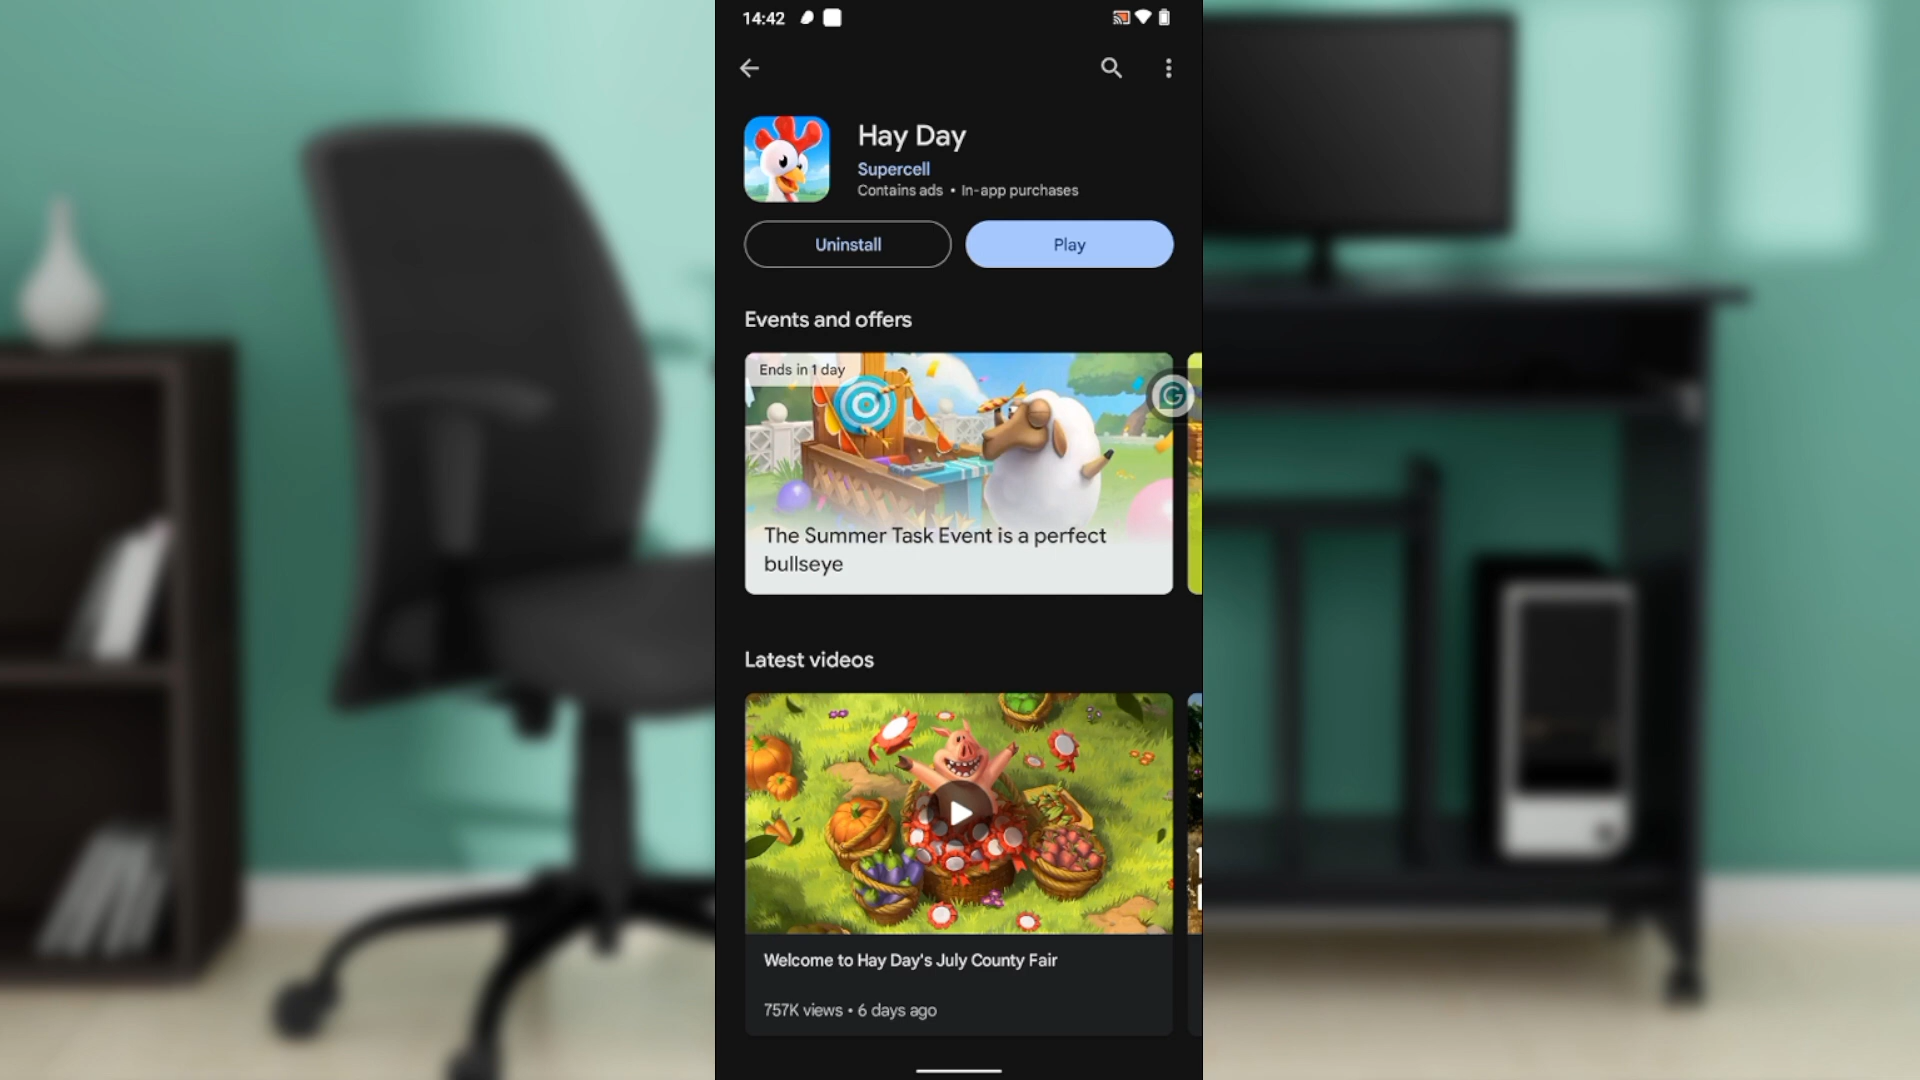 14:42
Hay Day
Supercell
Contains ads • In-app purchases
Uninstall
Play
Events and offers
Ends in 1 day
The Summer Task Event is a perfect
bullseye
Latest videos
Welcome to Hay Day's July County Fair
757K views • 6 days ago